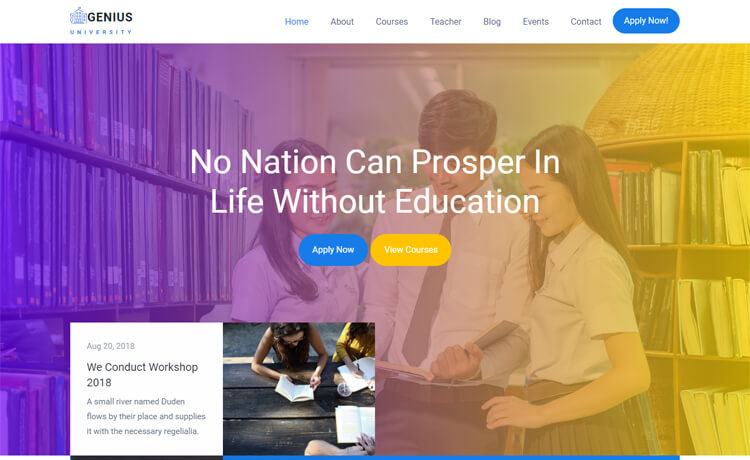 GENIUS
UNIVERSITY
Home About Courses Teacher Blog Events Contact Apply Now!
No Nation Can Prosper In
Life Without Education
Apply Now View Courses
Aug 20, 2018
We Conduct Workshop
2018
A small river named Duden
flows by their place and supplies
it with the necessary regelialia.